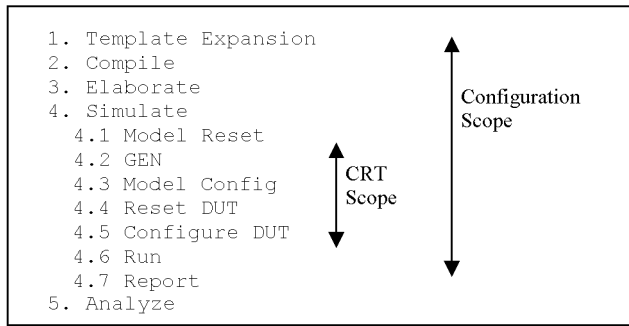 1. Template Expansion
2. Compile
3. Elaborate
4. Simulate
4.1 Model Reset
4.2 GEN
4.3 Model Config
4.4 Reset DUT
4.5 Configure DUT
4.6 Run
4.7 Report
5. Analyze
CRT
Scope
Configuration
Scope